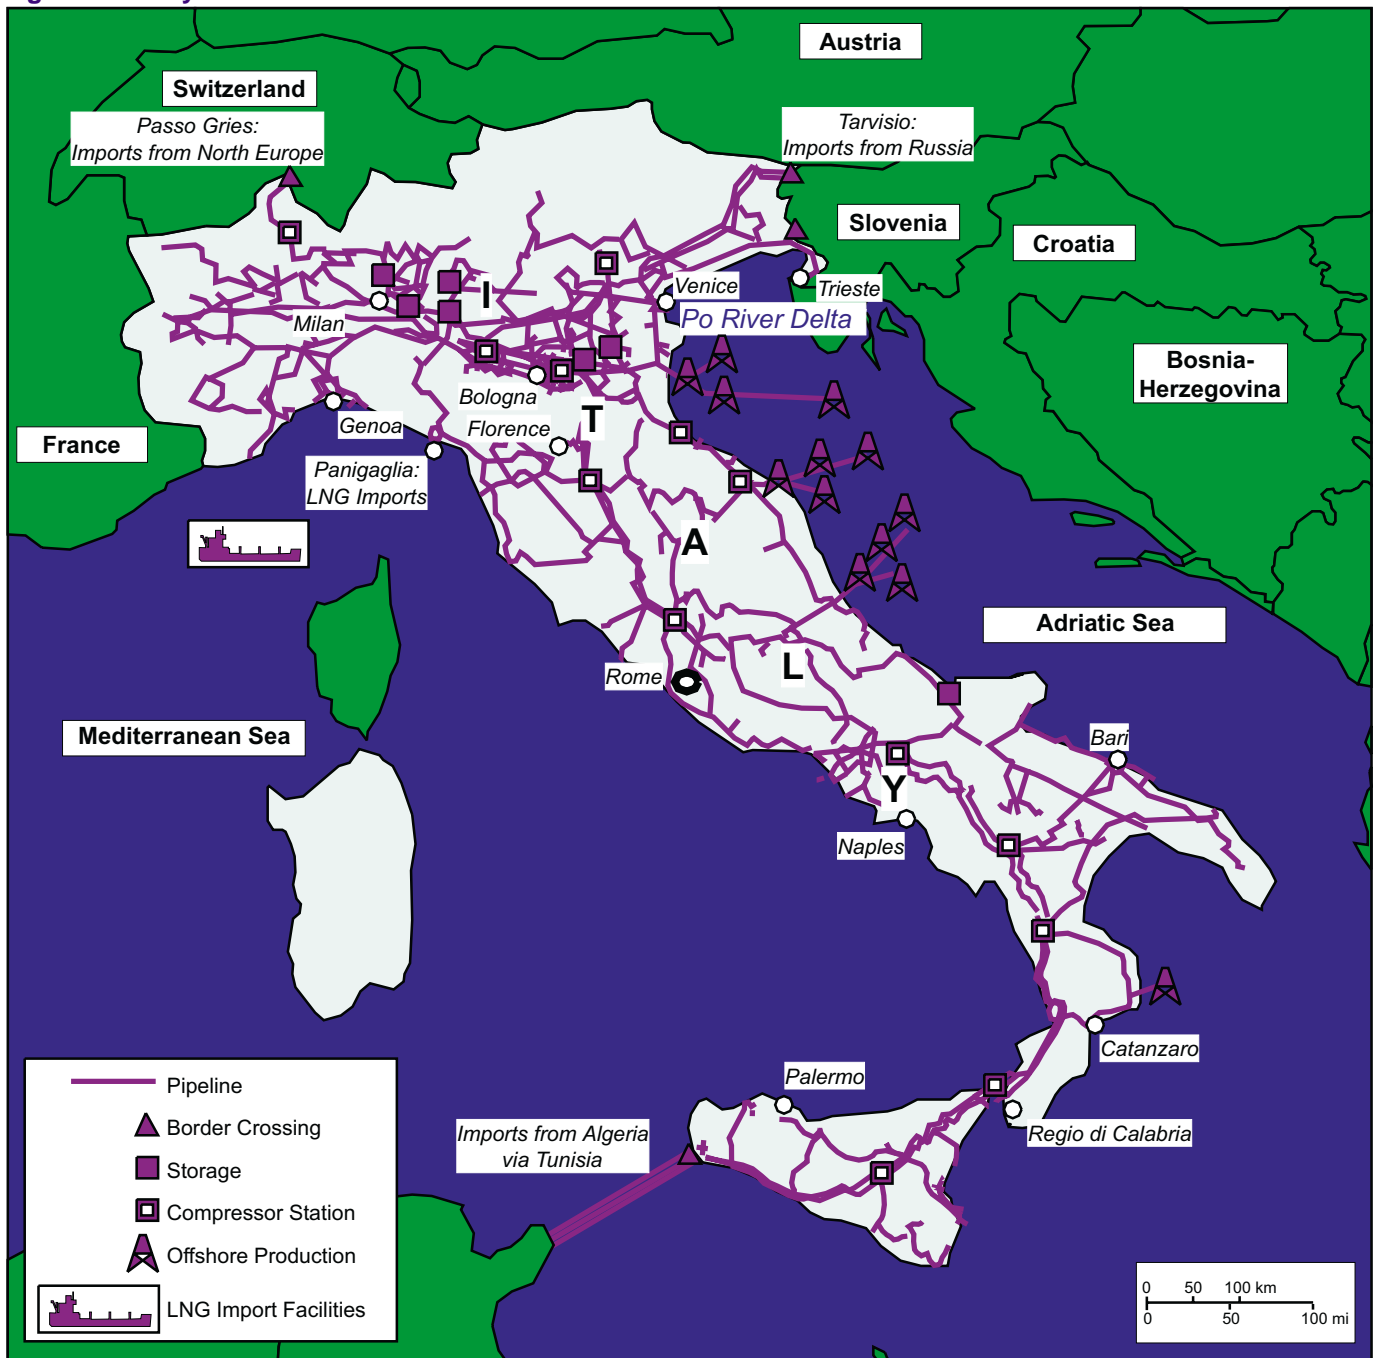 Austria
Switzerland
Passo Gries:
Imports from North Europe
Tarvisio:
Imports from Russia
Slovenia
Croatia
Venice
Trieste
I
Milan
Po River Delta
Bosnia-
Herzegovina
Bologna
T
Genoa
Florence
France
Panigaglia:
LNG Imports
A
Adriatic Sea
L
Rome
Mediterranean Sea
Bari
Y
Naples
Catanzaro
Palermo
Regio di Calabria
Imports from Algeria
via Tunisia
Pipeline
Border Crossing
Storage
Compressor Station
Offshore Production
LNG Import Facilities
0 50 100 km
0 50 100 mi